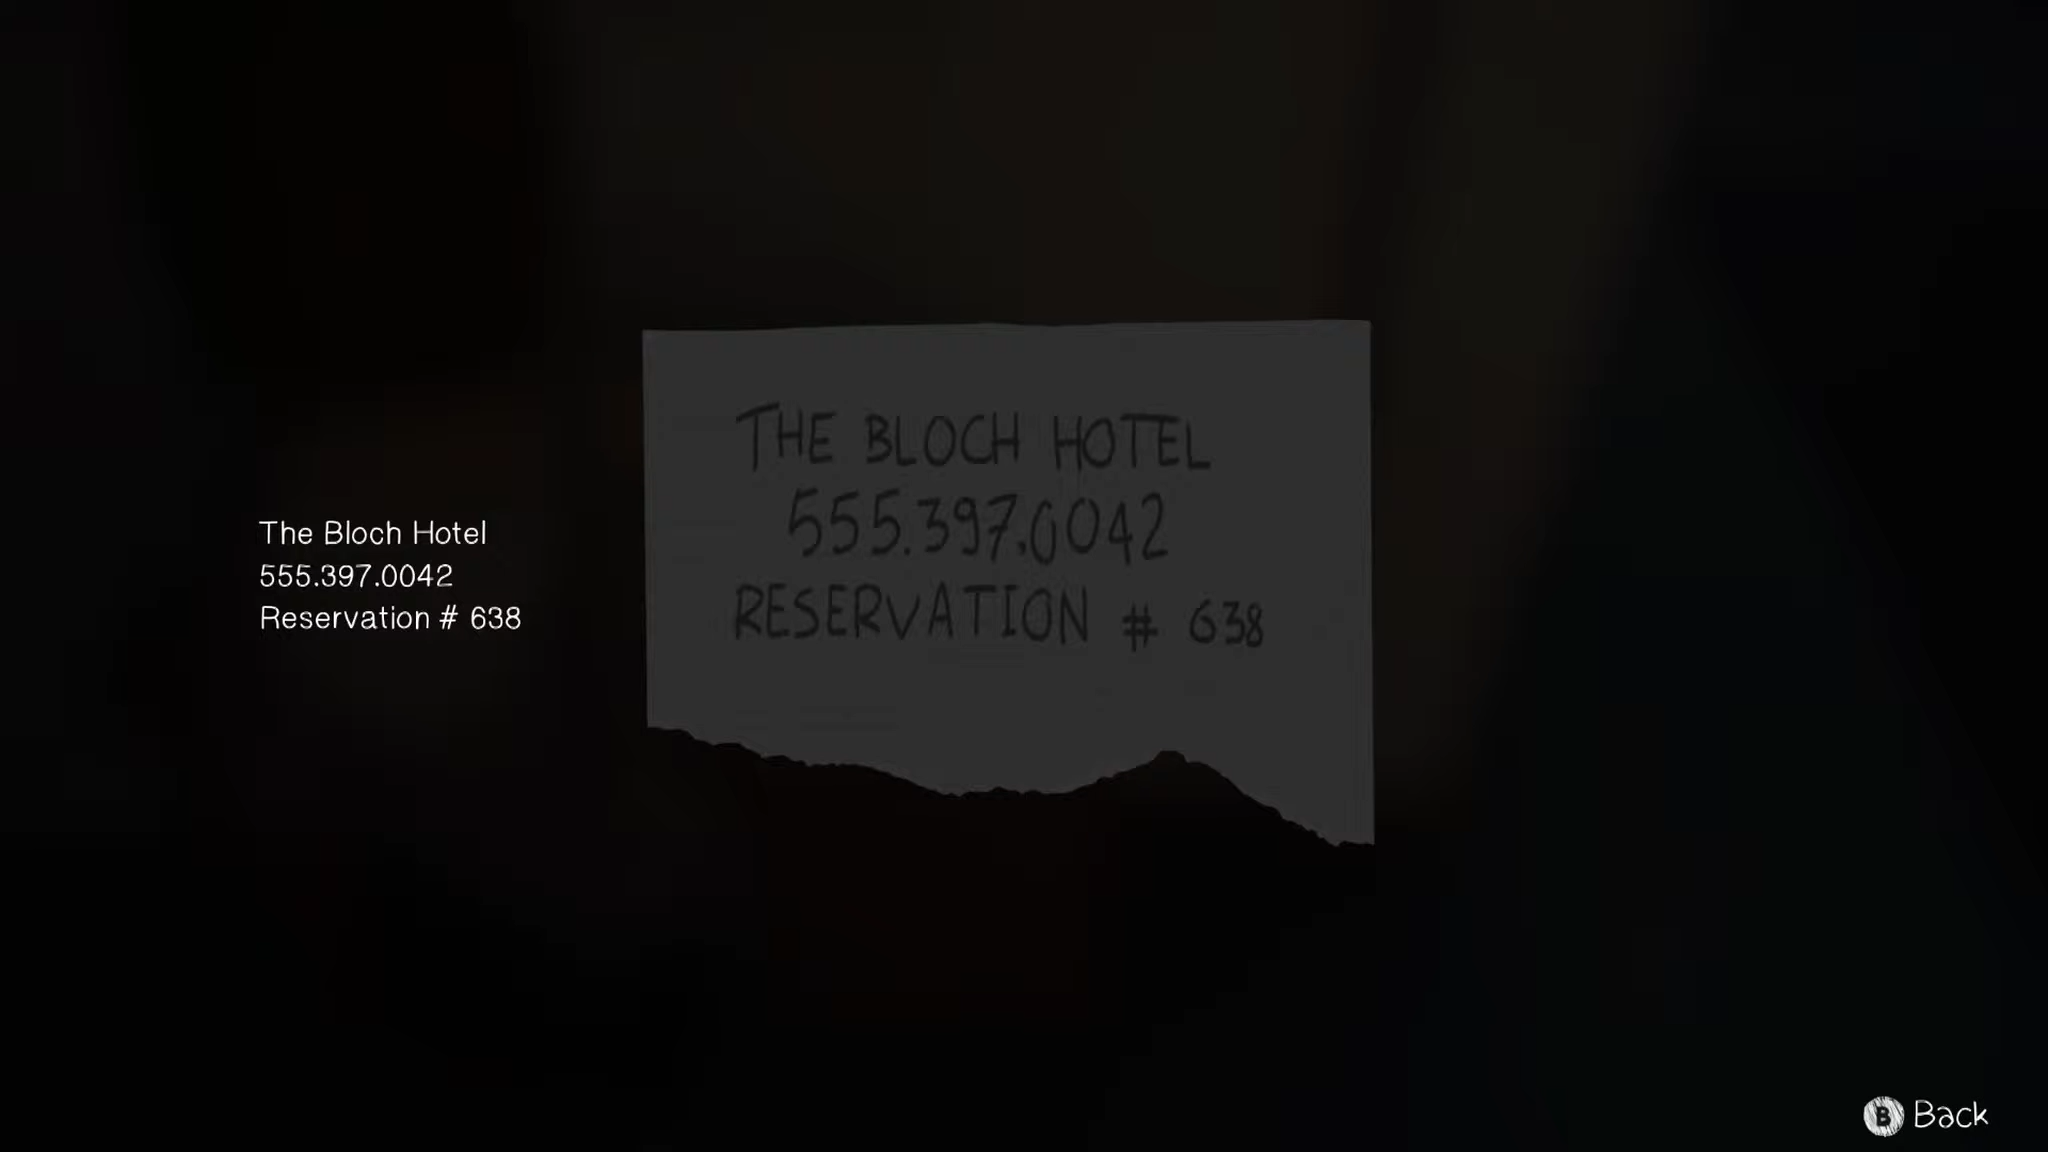 The Bloch Hotel
555.397.0042
Reservation # 638
THE BLOCH HOTEL
555.397.0042
RESERVATION # 638
B Back